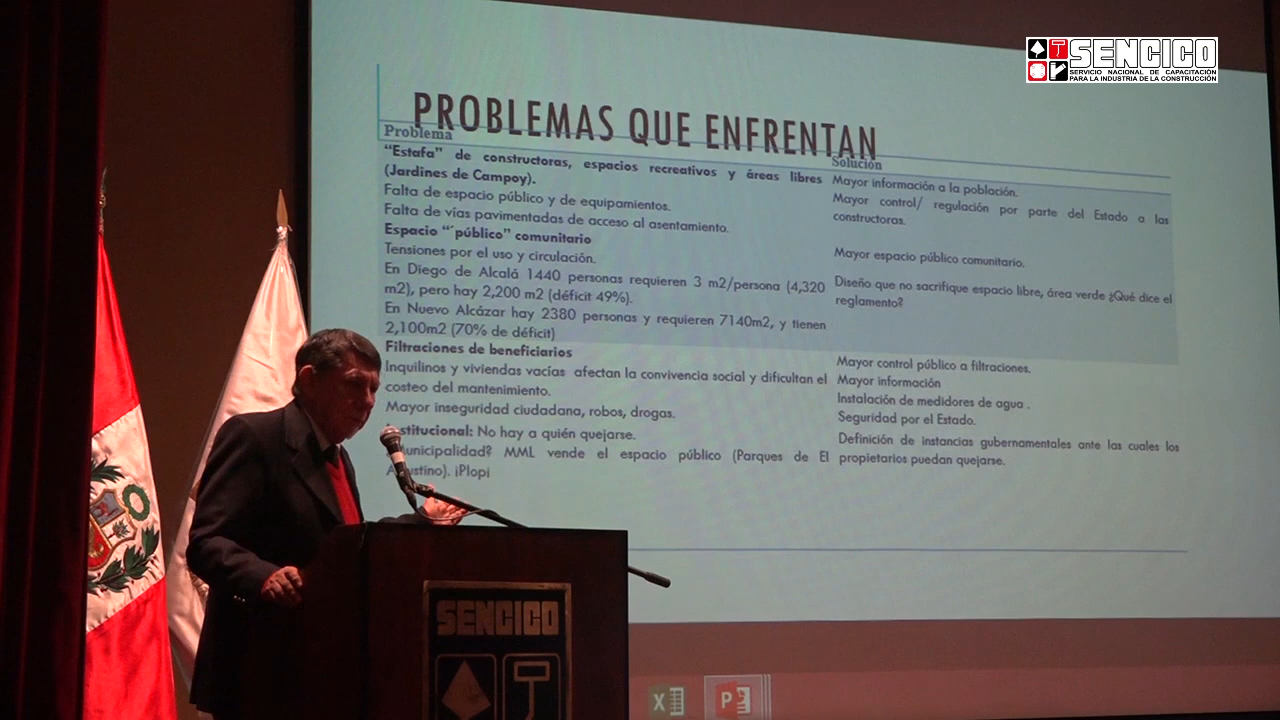 SENCICO
SERVICIO NACIONAL DE CAPACITACIÓN
PARA LA INDUSTRIA DE LA CONSTRUCCIÓN
PROBLEMAS QUE ENFRENTAN
Problema
“Estafa” de constructoras, espacios recreativos y áreas libres
(Jardines de Campoy).
Falta de espacio público y de equipamientos.
Falta de vías pavimentadas de acceso al asentamiento.
Espacio “´público” comunitario
Tensiones por el uso y circulación.
En Diego de Alcalá 1440 personas requieren 3 m2/persona (4,320
m2), pero hay 2,200 m2 (déficit 49%).
En Nuevo Alcázar hay 2380 personas y requieren 7140m2, y tienen
2,100m2 (70% de déficit)
Filtraciones de beneficiarios
Inquilinos y viviendas vacías afectan la convivencia social y dificultan el
costeo del mantenimiento.
Mayor inseguridad ciudadana, robos, drogas.
No hay a quién quejarse.
MML vende el espacio público (Parques de El
¡Plopi
Solución
Mayor información a la población.
Mayor control/ regulación por parte del Estado a las
constructoras.
Mayor espacio público comunitario.
Diseño que no sacrifique espacio libre, área verde ¿Qué dice el
reglamento?
Mayor control público a filtraciones.
Mayor información
Instalación de medidores de agua .
Seguridad por el Estado.
Definición de instancias gubernamentales ante las cuales los
propietarios puedan quejarse.
SENCICO